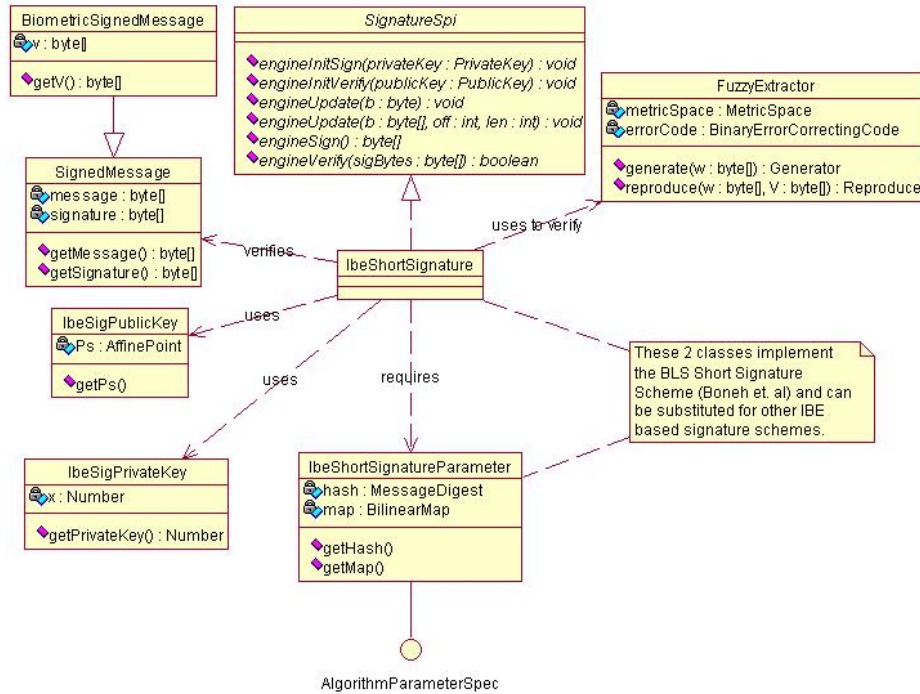 BiometricSignedMessage
v : byte[]
getV() : byte[]
SignatureSpi
engineInitSign(privateKey : PrivateKey) : void
engineInitVerify(publicKey : PublicKey) : void
engineUpdate(b : byte) : void
engineUpdate(b : byte[], off : int, len : int) : void
engineSign() : byte[]
engineVerify(sigBytes : byte[]) : boolean
FuzzyExtractor
metricSpace : MetricSpace
errorCode : BinaryErrorCorrectingCode
generate(w : byte[]) : Generator
reproduce(w : byte[], V : byte[]) : Reproduce
SignedMessage
message : byte[]
signature : byte[]
getMessage() : byte[]
getSignature() : byte[]
verifies
uses to verify
IbeShortSignature
IbeSigPublicKey
Ps : AffinePoint
getPs()
uses
uses
requires
These 2 classes implement
the BLS Short Signature
Scheme (Boneh et. al) and can
be substituted for other IBE
based signature schemes.
IbeSigPrivateKey
x : Number
getPrivateKey() : Number
IbeShortSignatureParameter
hash : MessageDigest
map : BilinearMap
getHash()
getMap()
AlgorithmParameterSpec